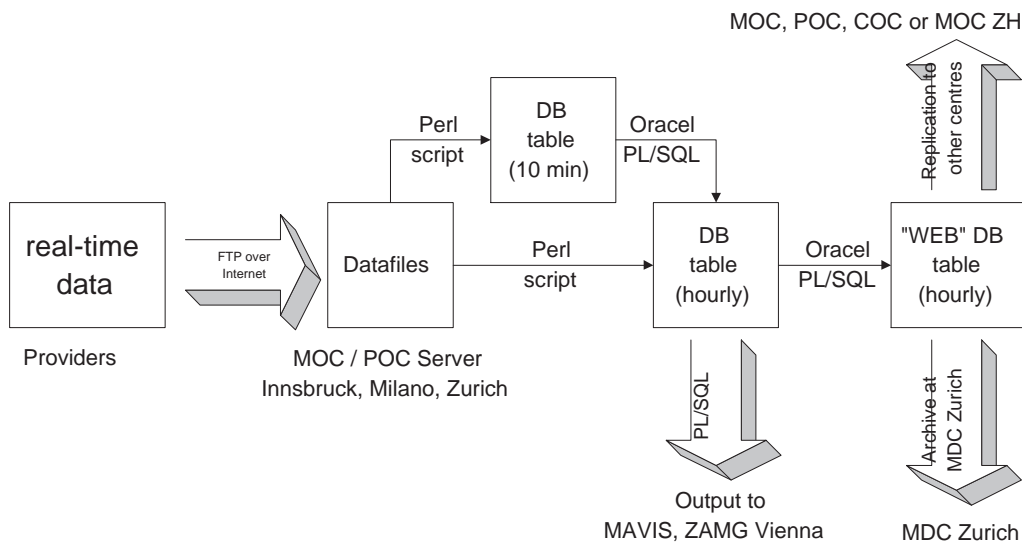 MOC, POC, COC or MOC ZH
Replication to
other centres
DB
table
(10 min)
Perl
script
Oracel
PL/SQL
real-time
data
FTP over
Internet
Datafiles
Perl
script
DB
table
(hourly)
Oracel
PL/SQL
"WEB" DB
table
(hourly)
Providers
MOC / POC Server
Innsbruck, Milano, Zurich
PL/SQL
Archive at
MDC Zurich
Output to
MAVIS, ZAMG Vienna
MDC Zurich